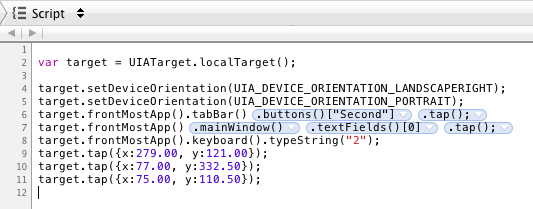 Script
1
2 var target = UIATarget.localTarget();
3
4 target.setDeviceOrientation(UIA_DEVICE_ORIENTATION_LANDSCAPERIGHT);
5 target.setDeviceOrientation(UIA_DEVICE_ORIENTATION_PORTRAIT);
6 target.frontMostApp().tabBar() .buttons()["Second"] .tap();
7 target.frontMostApp() .mainWindow() .textFields()[0] .tap();
8 target.frontMostApp().keyboard().typeString("2");
9 target.tap({x:279.00, y:121.00});
10 target.tap({x:77.00, y:332.50});
11 target.tap({x:75.00, y:110.50});
12